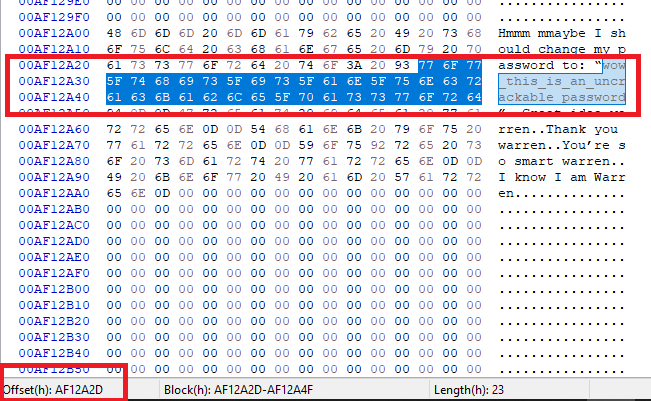 00AF129F0 00 00 00 00 00 00 00 00 00 00 00 00 00 00 00 00 ................
00AF12A00 48 6D 6D 6D 20 6D 6D 61 79 62 65 20 49 20 73 68 Hmmm mmaybe I sh
00AF12A10 6F 75 6C 64 20 63 68 61 6E 67 65 20 6D 79 20 70 ould change my p
00AF12A20 61 73 73 77 6F 72 64 20 74 6F 3A 20 93 77 6F 77 assword to: “wow
00AF12A30 5F 74 68 69 73 5F 69 73 5F 61 6E 5F 75 6E 63 72 _this_is_an_uncr
00AF12A40 61 63 6B 61 62 6C 65 5F 70 61 73 73 77 6F 72 64 ackable_password
00AF12A60 72 72 65 6E 0D 0D 54 68 61 6E 6B 20 79 6F 75 20 rren..Thank you
00AF12A70 77 61 72 72 65 6E 0D 0D 59 6F 75 92 72 65 20 73 warren..You’re s
00AF12A80 6F 20 73 6D 61 72 74 20 77 61 72 72 65 6E 0D 0D o smart warren..
00AF12A90 49 20 6B 6E 6F 77 20 49 20 61 6D 20 57 61 72 72 I know I am Warr
00AF12AA0 65 6E 0D 00 00 00 00 00 00 00 00 00 00 00 00 00 en..............
00AF12AB0 00 00 00 00 00 00 00 00 00 00 00 00 00 00 00 00 ................
00AF12AC0 00 00 00 00 00 00 00 00 00 00 00 00 00 00 00 00 ................
00AF12AD0 00 00 00 00 00 00 00 00 00 00 00 00 00 00 00 00 ................
00AF12AE0 00 00 00 00 00 00 00 00 00 00 00 00 00 00 00 00 ................
00AF12AF0 00 00 00 00 00 00 00 00 00 00 00 00 00 00 00 00 ................
00AF12B00 00 00 00 00 00 00 00 00 00 00 00 00 00 00 00 00 ................
00AF12B10 00 00 00 00 00 00 00 00 00 00 00 00 00 00 00 00 ................
00AF12B20 00 00 00 00 00 00 00 00 00 00 00 00 00 00 00 00 ................
00AF12B30 00 00 00 00 00 00 00 00 00 00 00 00 00 00 00 00 ................
00AF12B40 00 00 00 00 00 00 00 00 00 00 00 00 00 00 00 00 ................
00AF12B50 00 00 00 00 00 00 00 00 00 00 00 00 00 00 00 00 ................
Offset(h): AF12A2D Block(h): AF12A2D-AF12A4F Length(h): 23